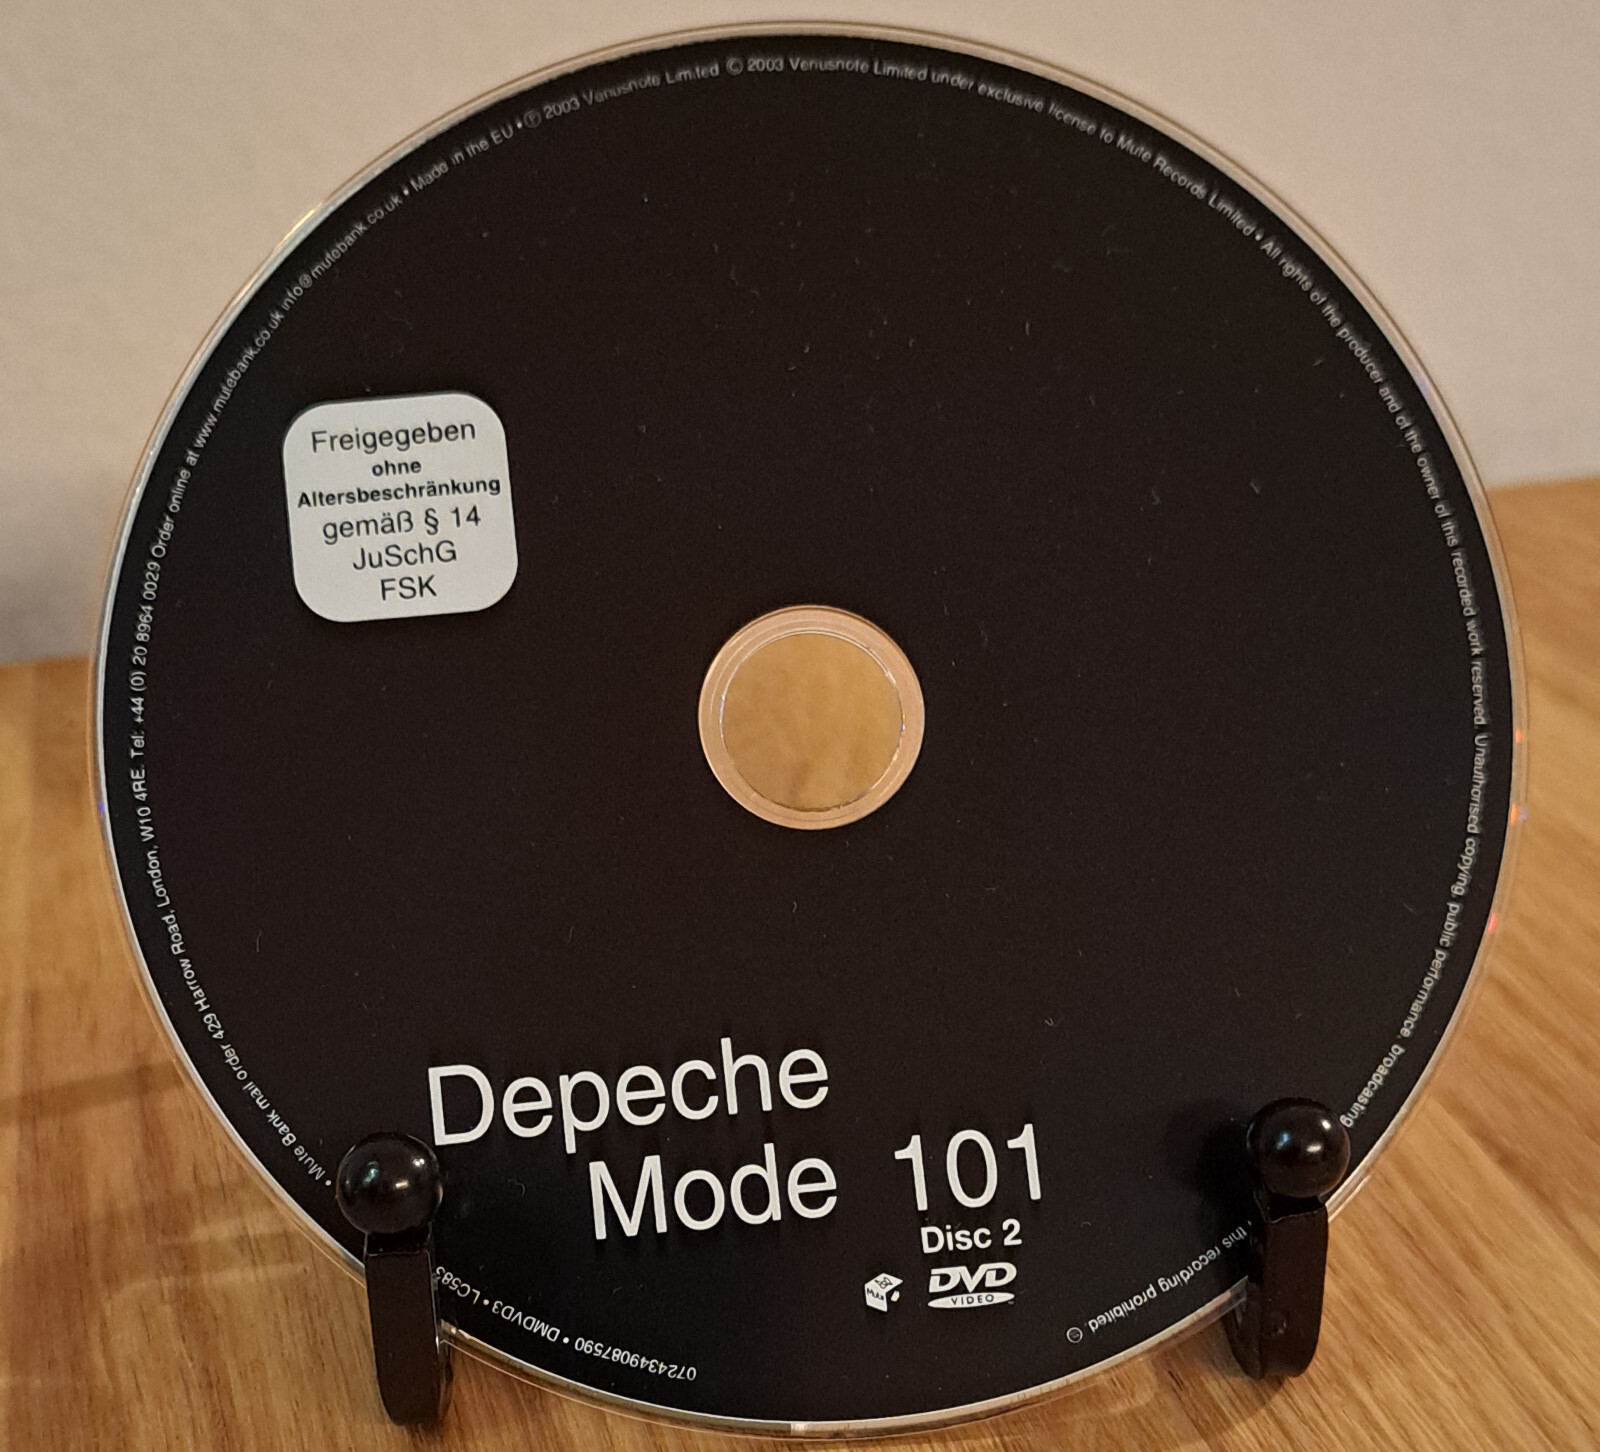 Freigegeben
ohne
Altersbeschränkung
gemäß § 14
JuSchG
FSK
Depeche
Mode 101
Disc 2
Mute
DVD
VIDEO
0724349087590 • DMDVD3 • LC583
• Mute Bank mail order 429 Harrow Road, London, W10 4RE. Tel: +44 (0) 20 8964 0029 Order online at www.mutebank.co.uk info@mutebank.co.uk • Made in the EU • ℗ 2003 Venusnote Limited © 2003 Venusnote Limited under exclusive license to Mute Records Limited • All rights of the producer and of the owner of this recorded work reserved. Unauthorised copying, public performance, broadcasting
this recording prohibited.